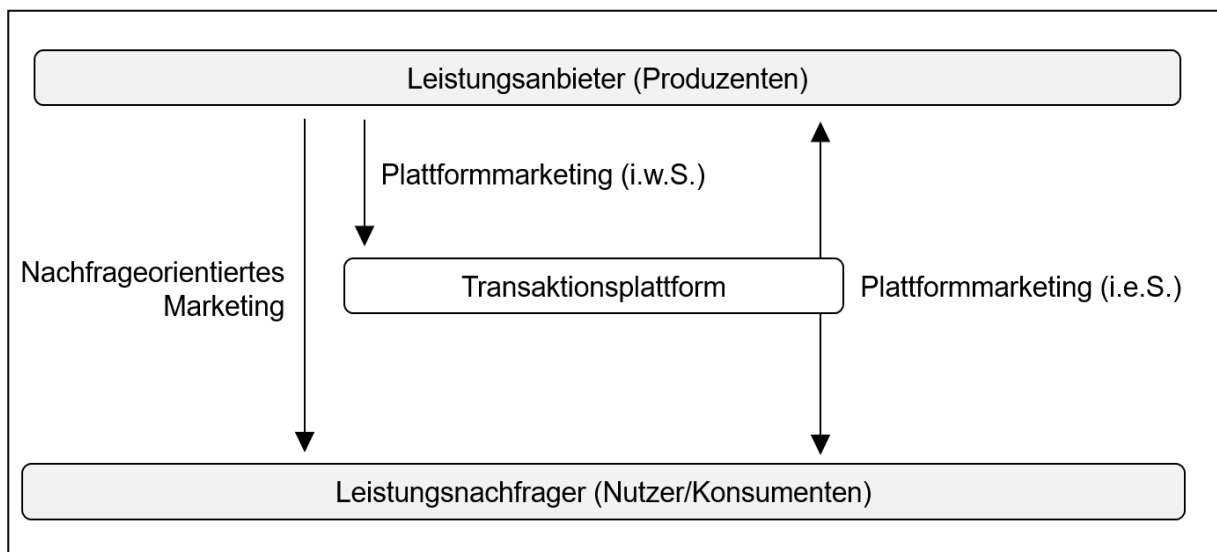 Leistungsanbieter (Produzenten)
Plattformmarketing (i.w.S.)
Nachfrageorientiertes
Marketing
Transaktionsplattform
Plattformmarketing (i.e.S.)
Leistungsnachfrager (Nutzer/Konsumenten)